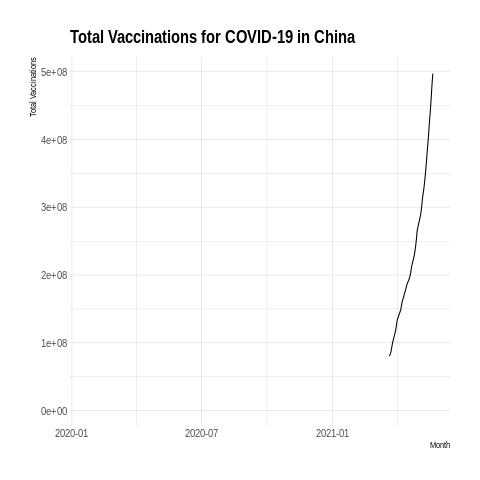 Total Vaccinations for COVID-19 in China
Total Vaccinations
5e+08
4e+08
3e+08
2e+08
1e+08
0e+00
2020-01 2020-07 2021-01
Month